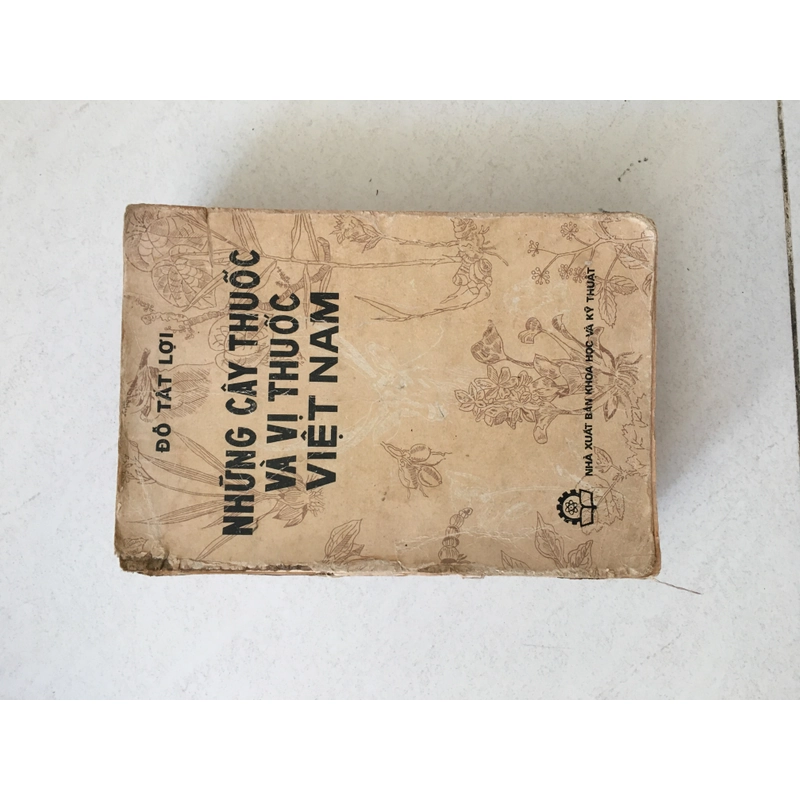 ĐỖ TẤT LỢI
NHỮNG CÂY THUỐC
VÀ VỊ THUỐC
VIỆT NAM
NHÀ XUẤT BẢN KHOA HỌC VÀ KỸ THUẬT